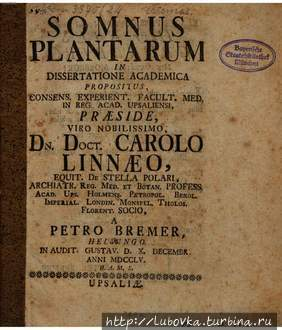 SOMNUS
PLANTARUM
IN
DISSERTATIONE ACADEMICA
PROPOSITUS,
CONSENS. EXPERIENT. FACULT. MED.
IN REG. ACAD. UPSALIENSI,
PRÆSIDE,
VIRO NOBILISSIMO,
DN. DOCT. CAROLO
LINNÆO,
EQUIT. DE STELLA POLARI,
ARCHIATR. REG. MED. ET BOTAN. PROFESS.
ACAD. UPS. HOLMENS. PETROPOL. BEROL.
IMPERIAL. LONDIN. MONSPEL. THOLOS.
FLORENT. SOCIO,
A
PETRO BREMER,
IN AUDIT. GUSTAV. D. X. DECEMBR.
ANNI MDCCLV.
H. A. M. S.
UPSALIÆ
Bayerische
Staatsbibliothek
München
http://lubovka.turbina.ru